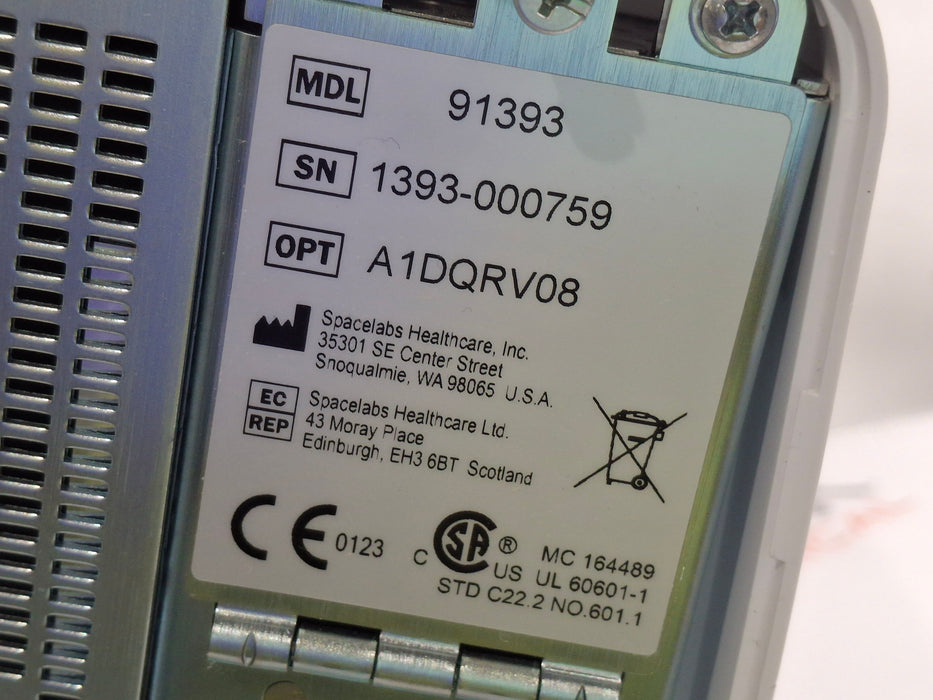 MDL 91393
SN 1393-000759
OPT A1DQRV08
Spacelabs Healthcare, Inc.
35301 SE Center Street
Snoqualmie, WA 98065 U.S.A.
EC REP
Spacelabs Healthcare Ltd.
43 Moray Place
Edinburgh, EH3 6BT Scotland
CE 0123
C SA ® US
MC 164489
UL 60601-1
STD C22.2 NO.601.1